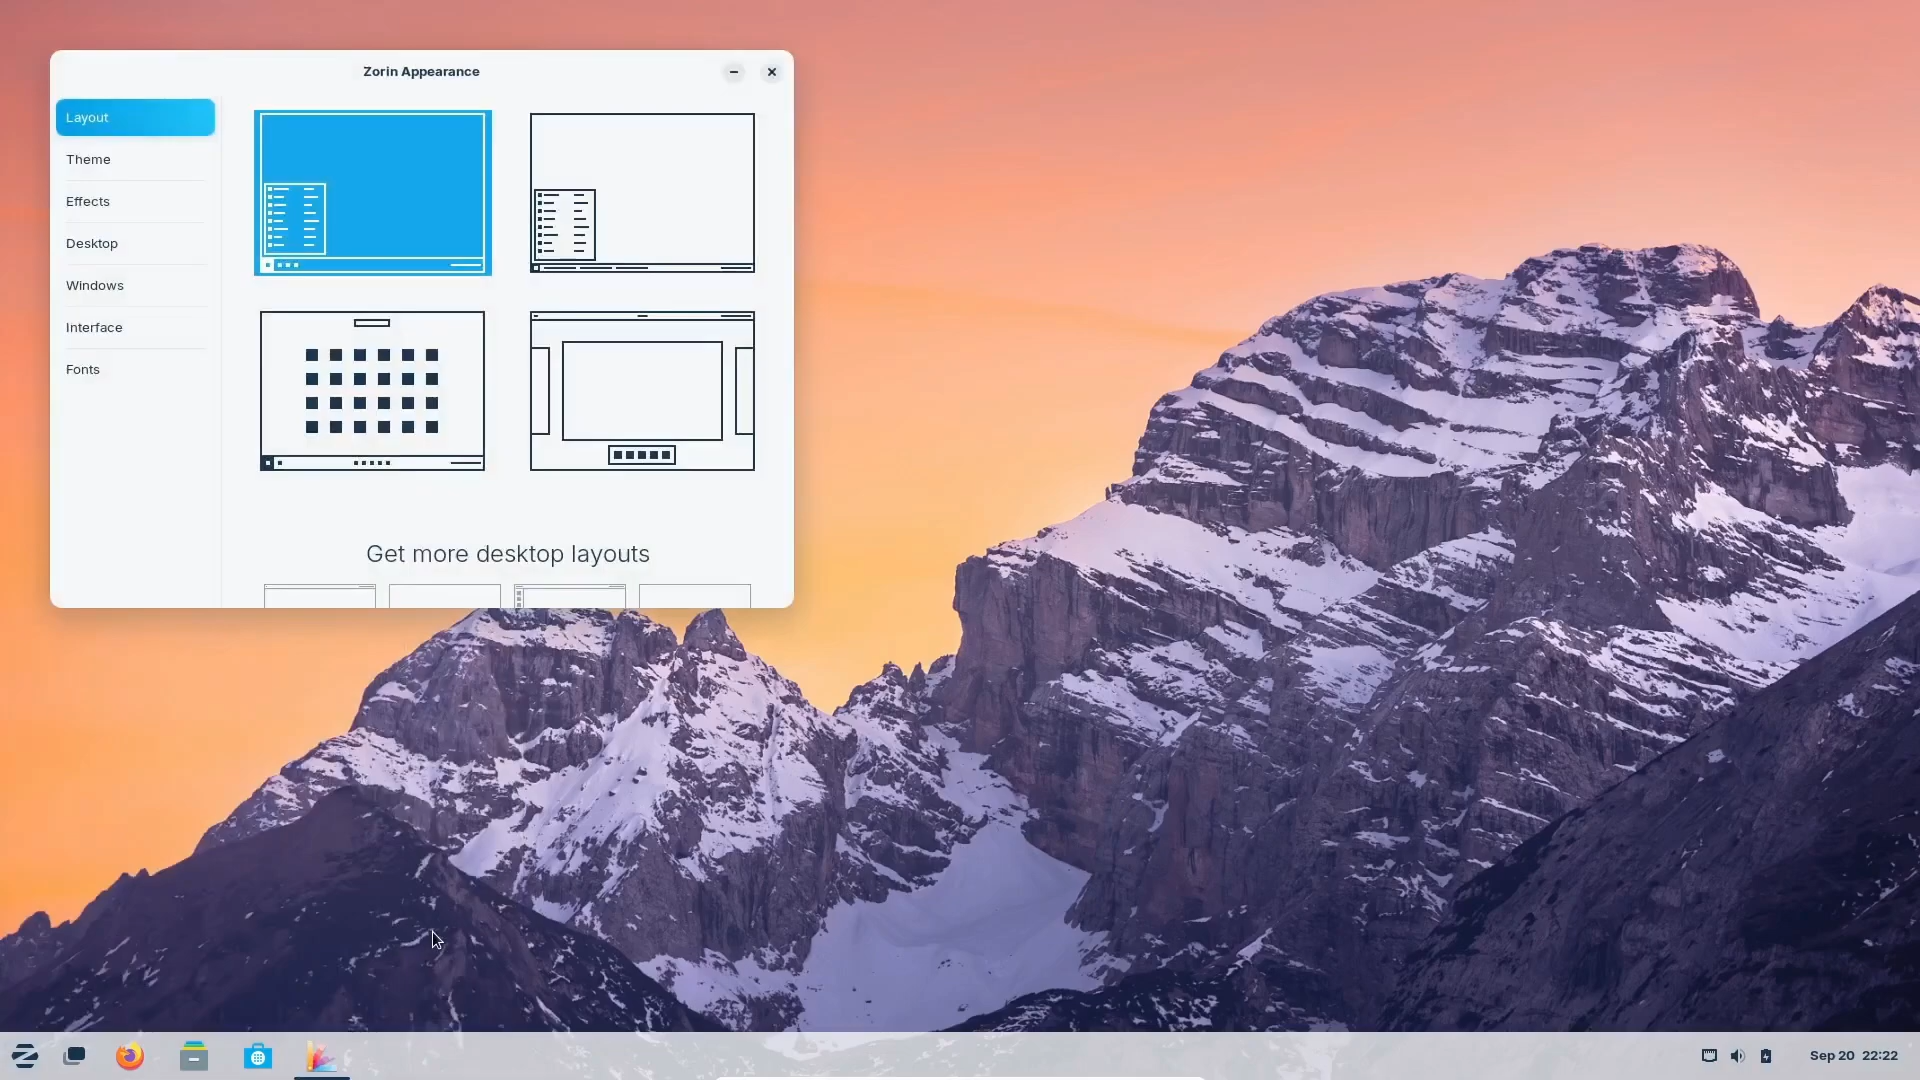 Zorin Appearance
Layout
Theme
Effects
Desktop
Windows
Interface
Fonts
Get more desktop layouts
Sep 20 22:22